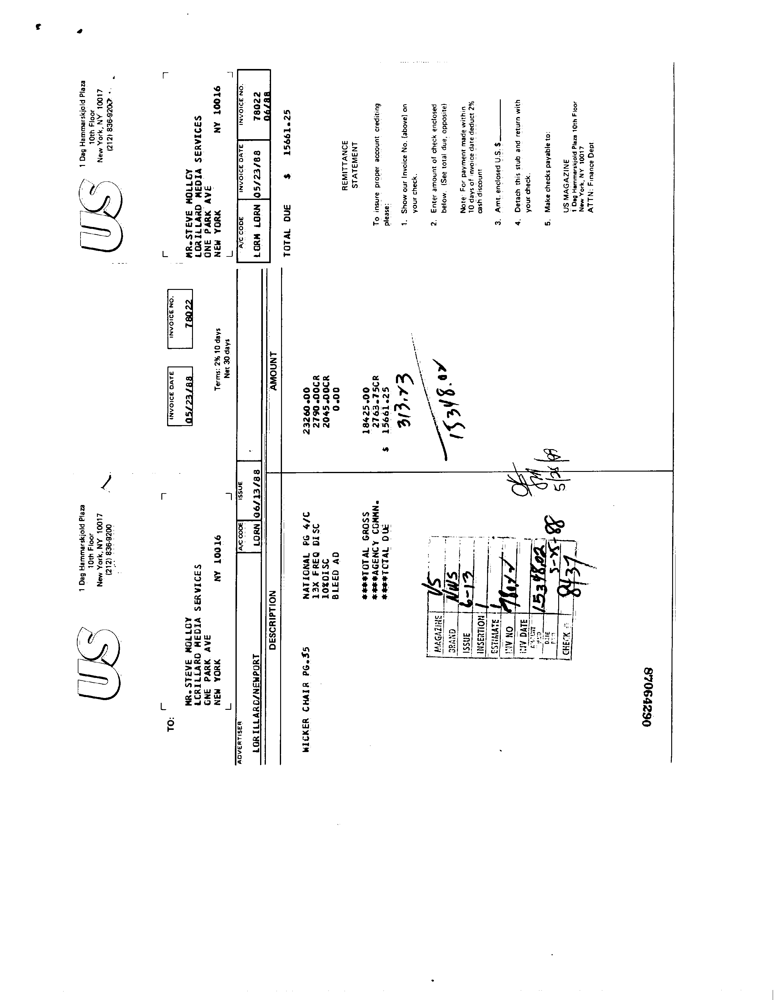 US
1 Dag Hammarskjold Plaza
10th Floor
New York, NY 10017
(212) 836-9200
TO:
MR.STEVE MOLLOY
LORILLARD MEDIA SERVICES
ONE PARK AVE
NEW YORK NY 10016
INVOICE DATE
05/23/88
INVOICE NO.
78022
Terms: 2% 10 days
Net 30 days
ADVERTISER
LORILLARD/NEWPORT
A/C CODE
LORN
ISSUE
06/13/88
DESCRIPTION
AMOUNT
WICKER CHAIR PG.35
NATIONAL PG 4/C 23260.00
13X FREQ DISC 2790.00CR
10%DISC 2045.00CR
BLEED AD 0.00
****TOTAL GROSS 18425.00
****AGENCY COMMN. 2763.75CR
****TOTAL DUE $ 15661.25
313.23
15348.02
MAGAZINE US
BRAND NWS
ISSUE 6-13
INSERTION 1
ESTIMATE
INV NO 78022
INV DATE
15348.02
DUE 5-25-88
CHECK 8437
OK
5/26/88
87064290
US
1 Dag Hammarskjold Plaza
10th Floor
New York, NY 10017
(212) 836-9200
MR.STEVE MOLLOY
LORILLARD MEDIA SERVICES
ONE PARK AVE
NEW YORK NY 10016
A/C CODE
LORM LORN
INVOICE DATE
05/23/88
INVOICE NO.
78022
06/88
TOTAL DUE $ 15661.25
REMITTANCE
STATEMENT
To insure proper account crediting
please:
1. Show our Invoice No. (above) on
your check.
2. Enter amount of check enclosed
below. (See total due, opposite)
Note For payment made within
10 days of invoice date deduct 2%
cash discount
3. Amt. enclosed U.S. $
4. Detach this stub and return with
your check.
5. Make checks payable to:
US MAGAZINE
1 Dag Hammarskjold Plaza 10th Floor
New York, NY 10017
ATTN: Finance Dept